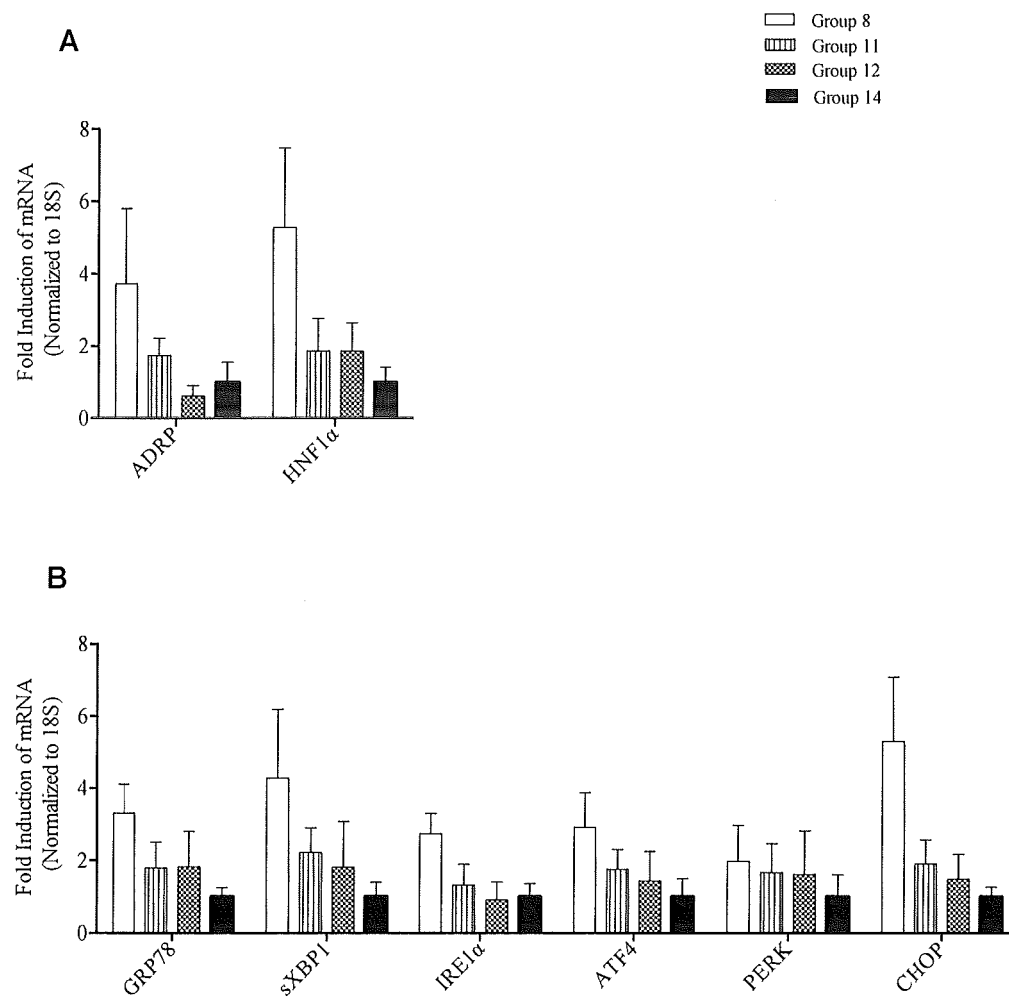 Group 8
Group 11
Group 12
Group 14
A
Fold Induction of mRNA
(Normalized to 18S)
8
6
4
2
0
ADRP
HNF1α
B
Fold Induction of mRNA
(Normalized to 18S)
8
6
4
2
0
GRP78
sXBP1
IRE1α
ATF4
PERK
CHOP